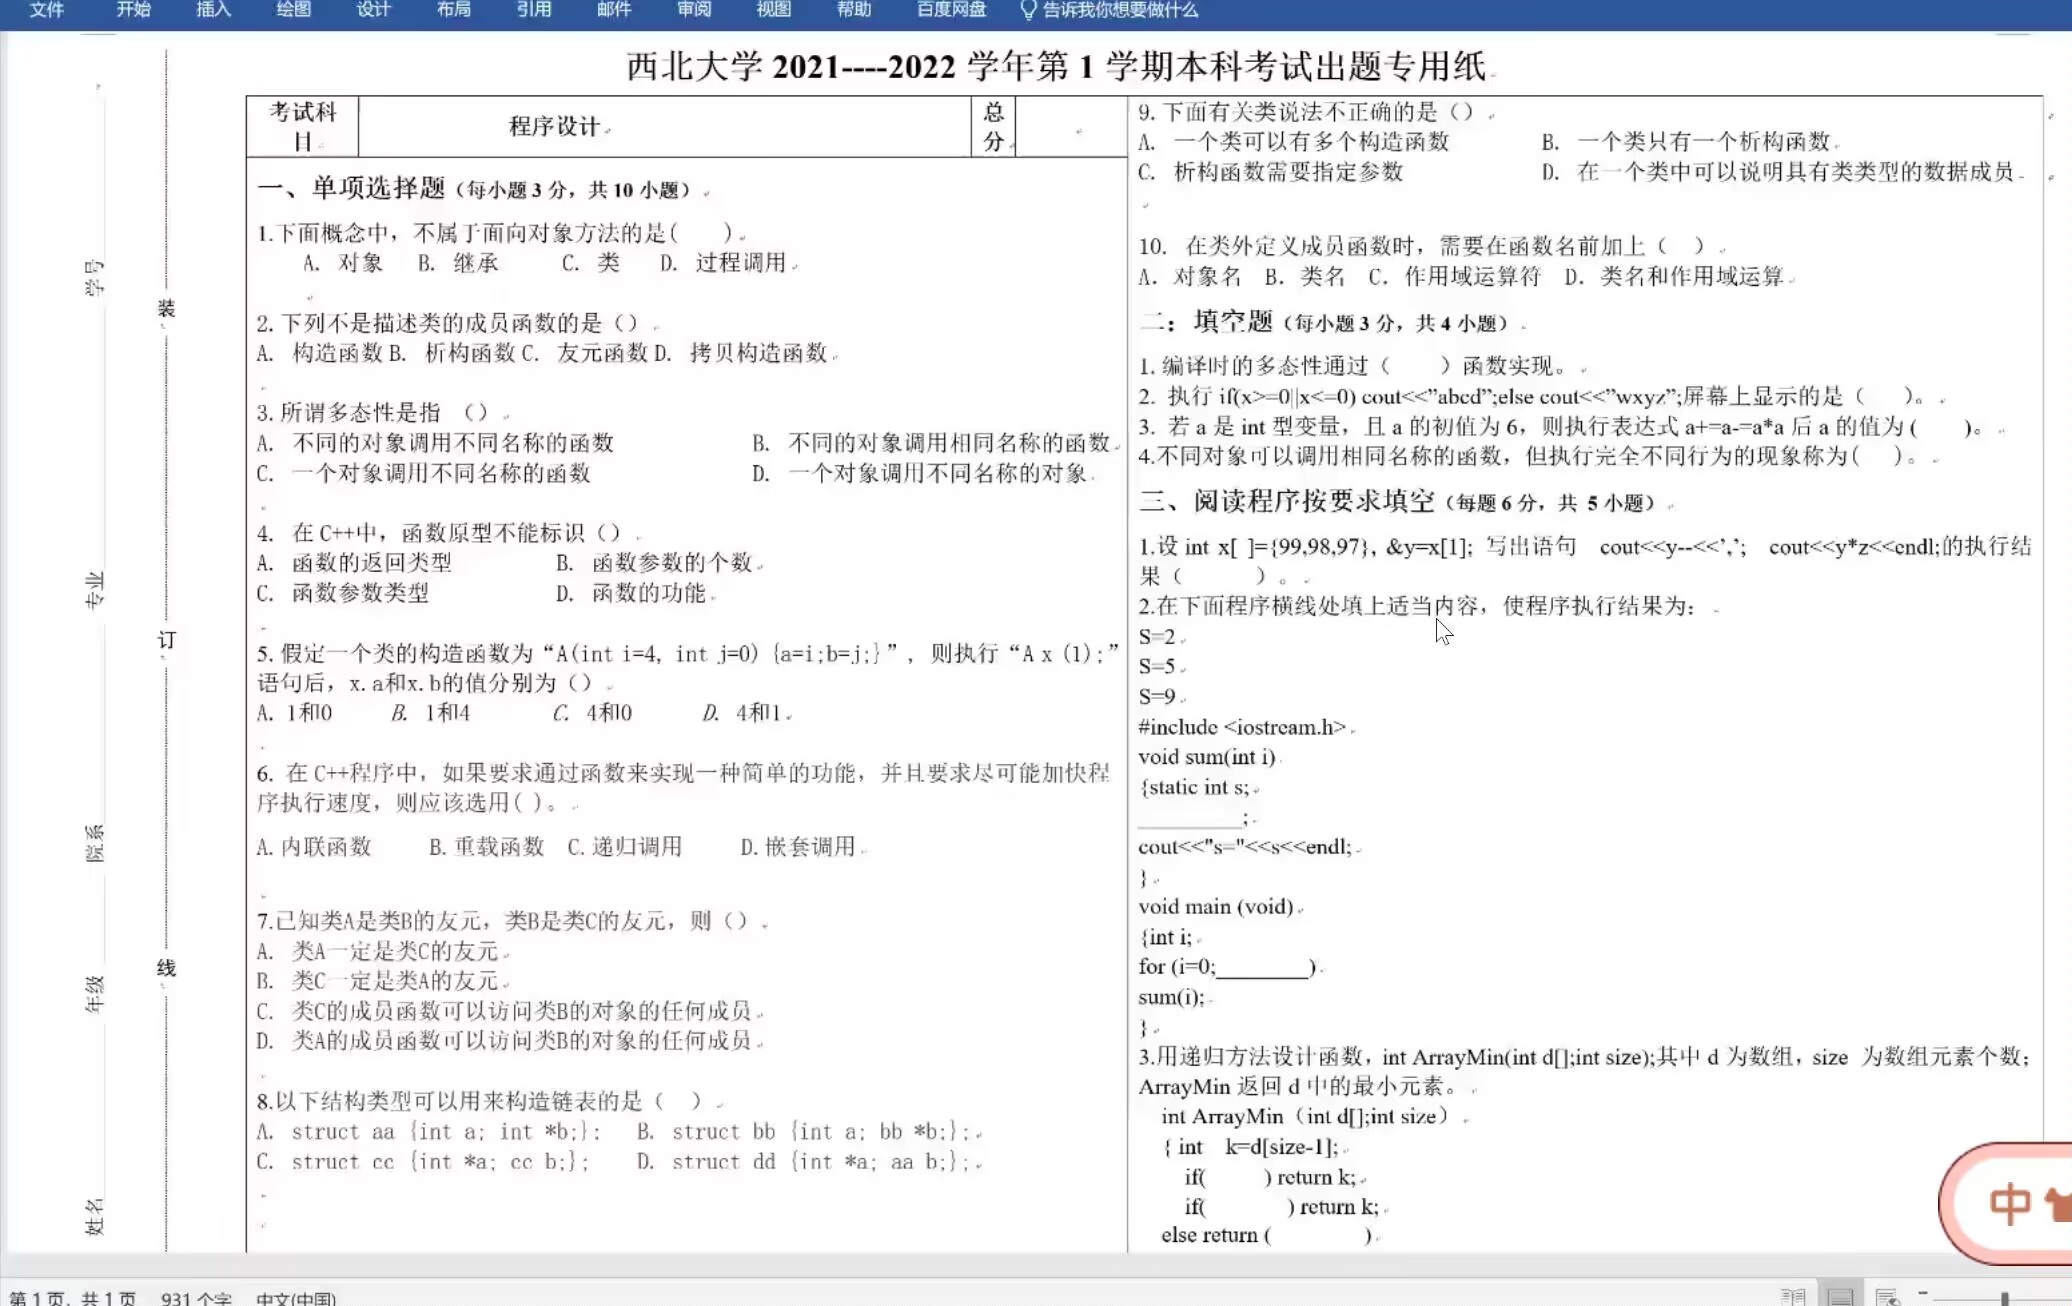 文件 开始 插入 绘图 设计 布局 引用 邮件 审阅 视图 帮助 百度网盘 告诉我你想要做什么
西北大学 2021----2022 学年第 1 学期本科考试出题专用纸
学号
专业
院系
年级
姓名
装
订
线
考试科目 程序设计 总分
一、单项选择题（每小题 3 分，共 10 小题）
1.下面概念中，不属于面向对象方法的是( )
A. 对象 B. 继承 C. 类 D. 过程调用
2.下列不是描述类的成员函数的是（）
A. 构造函数 B. 析构函数 C. 友元函数 D. 拷贝构造函数
3.所谓多态性是指 （）
A. 不同的对象调用不同名称的函数 B. 不同的对象调用相同名称的函数
C. 一个对象调用不同名称的函数 D. 一个对象调用不同名称的对象
4. 在 C++中，函数原型不能标识（）
A. 函数的返回类型 B. 函数参数的个数
C. 函数参数类型 D. 函数的功能
5.假定一个类的构造函数为“A(int i=4, int j=0) {a=i;b=j;}”, 则执行“A x (1);”
语句后，x.a和x.b的值分别为（）
A. 1和0 B. 1和4 C. 4和0 D. 4和1
6. 在 C++程序中，如果要求通过函数来实现一种简单的功能，并且要求尽可能加快程
序执行速度，则应该选用( )。
A.内联函数 B.重载函数 C.递归调用 D.嵌套调用
7.已知类A是类B的友元，类B是类C的友元，则（）
A. 类A一定是类C的友元
B. 类C一定是类A的友元
C. 类C的成员函数可以访问类B的对象的任何成员
D. 类A的成员函数可以访问类B的对象的任何成员
8.以下结构类型可以用来构造链表的是（ ）
A. struct aa {int a; int *b;}; B. struct bb {int a; bb *b;};
C. struct cc {int *a; cc b;}; D. struct dd {int *a; aa b;};
9.下面有关类说法不正确的是（）
A. 一个类可以有多个构造函数 B. 一个类只有一个析构函数
C. 析构函数需要指定参数 D. 在一个类中可以说明具有类类型的数据成员
10. 在类外定义成员函数时，需要在函数名前加上（ ）
A. 对象名 B. 类名 C. 作用域运算符 D. 类名和作用域运算
二：填空题（每小题 3 分，共 4 小题）
1.编译时的多态性通过（ ）函数实现。
2. 执行 if(x>=0||x<=0) cout<<”abcd”;else cout<<”wxyz”;屏幕上显示的是（ ）。
3. 若 a 是 int 型变量，且 a 的初值为 6，则执行表达式 a+=a-=a*a 后 a 的值为 ( )。
4.不同对象可以调用相同名称的函数，但执行完全不同行为的现象称为( )。
三、阅读程序按要求填空（每题 6 分，共 5 小题）
1.设 int x[ ]={99,98,97}, &y=x[1]; 写出语句 cout<<y--<<’,’; cout<<y*z<<endl;的执行结
果（ ）。
2.在下面程序横线处填上适当内容，使程序执行结果为：
S=2
S=5
S=9
#include <iostream.h>
void sum(int i)
{static int s;
__________;
cout<<"s="<<s<<endl;
}
void main (void)
{int i;
for (i=0;_________)
sum(i);
}
3.用递归方法设计函数，int ArrayMin(int d[];int size);其中 d 为数组，size 为数组元素个数；
ArrayMin 返回 d 中的最小元素。
int ArrayMin（int d[];int size）
{ int k=d[size-1];
if( ) return k;
if( ) return k;
else return ( )
中
第 1 页，共 1 页 931 个字 中文(中国)